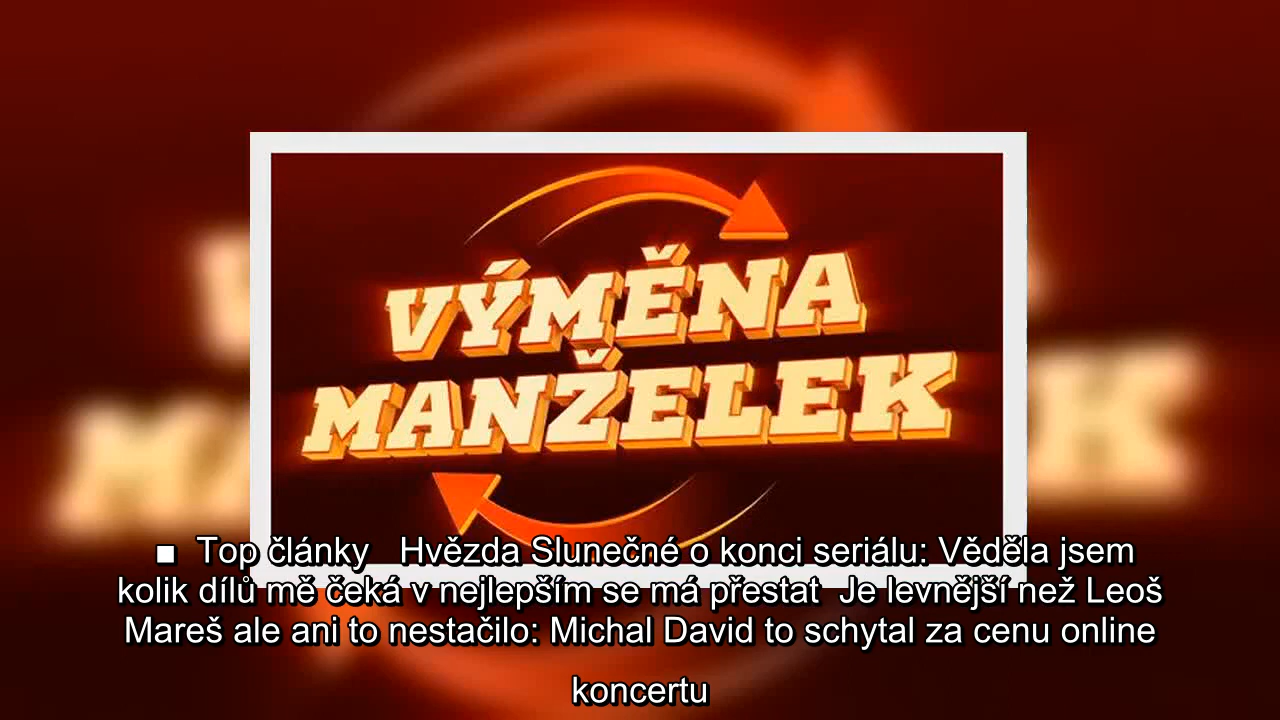 VÝMĚNA
MANŽELEK
▪ Top články Hvězda Slunečné o konci seriálu: Věděla jsem
kolik dílů mě čeká v nejlepším se má přestat Je levnější než Leoš
Mareš ale ani to nestačilo: Michal David to schytal za cenu online
koncertu